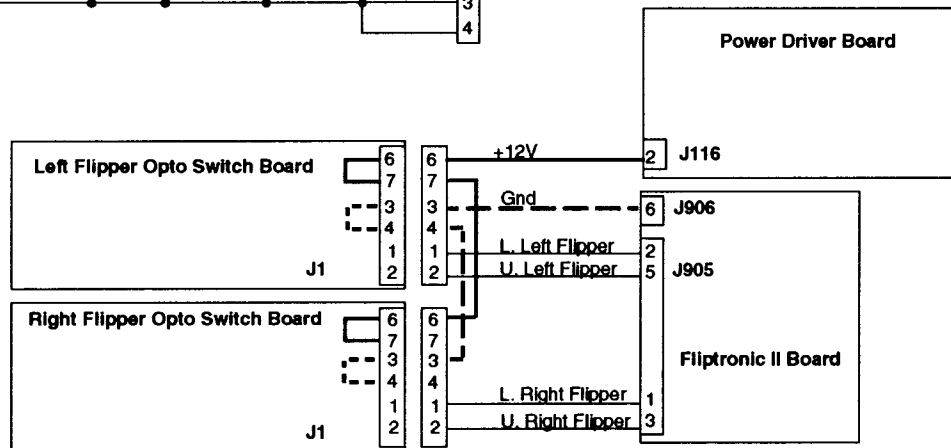 3
4
Power Driver Board
2 J116
Left Flipper Opto Switch Board
6 6 +12V
7 7
3 3 Gnd 6 J906
4 4
1 1 L. Left Flipper 2
J1 2 2 U. Left Flipper 5 J905
Right Flipper Opto Switch Board
6 6
7 7
3 3 Fliptronic II Board
4 4
1 1 L. Right Flipper 1
J1 2 2 U. Right Flipper 3